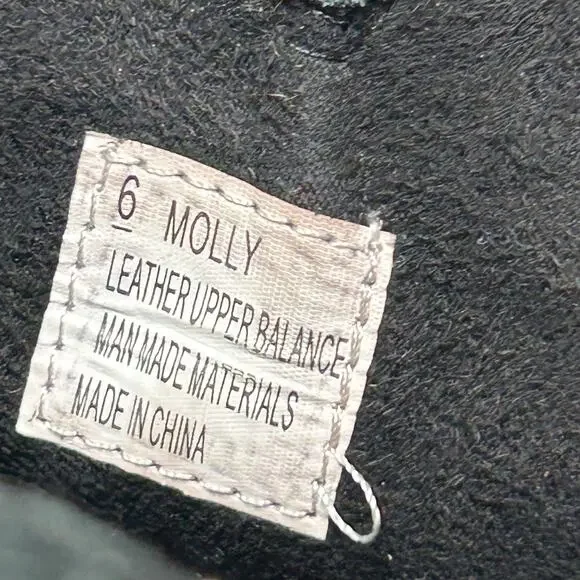 6 MOLLY
LEATHER UPPER BALANCE
MAN MADE MATERIALS
MADE IN CHINA